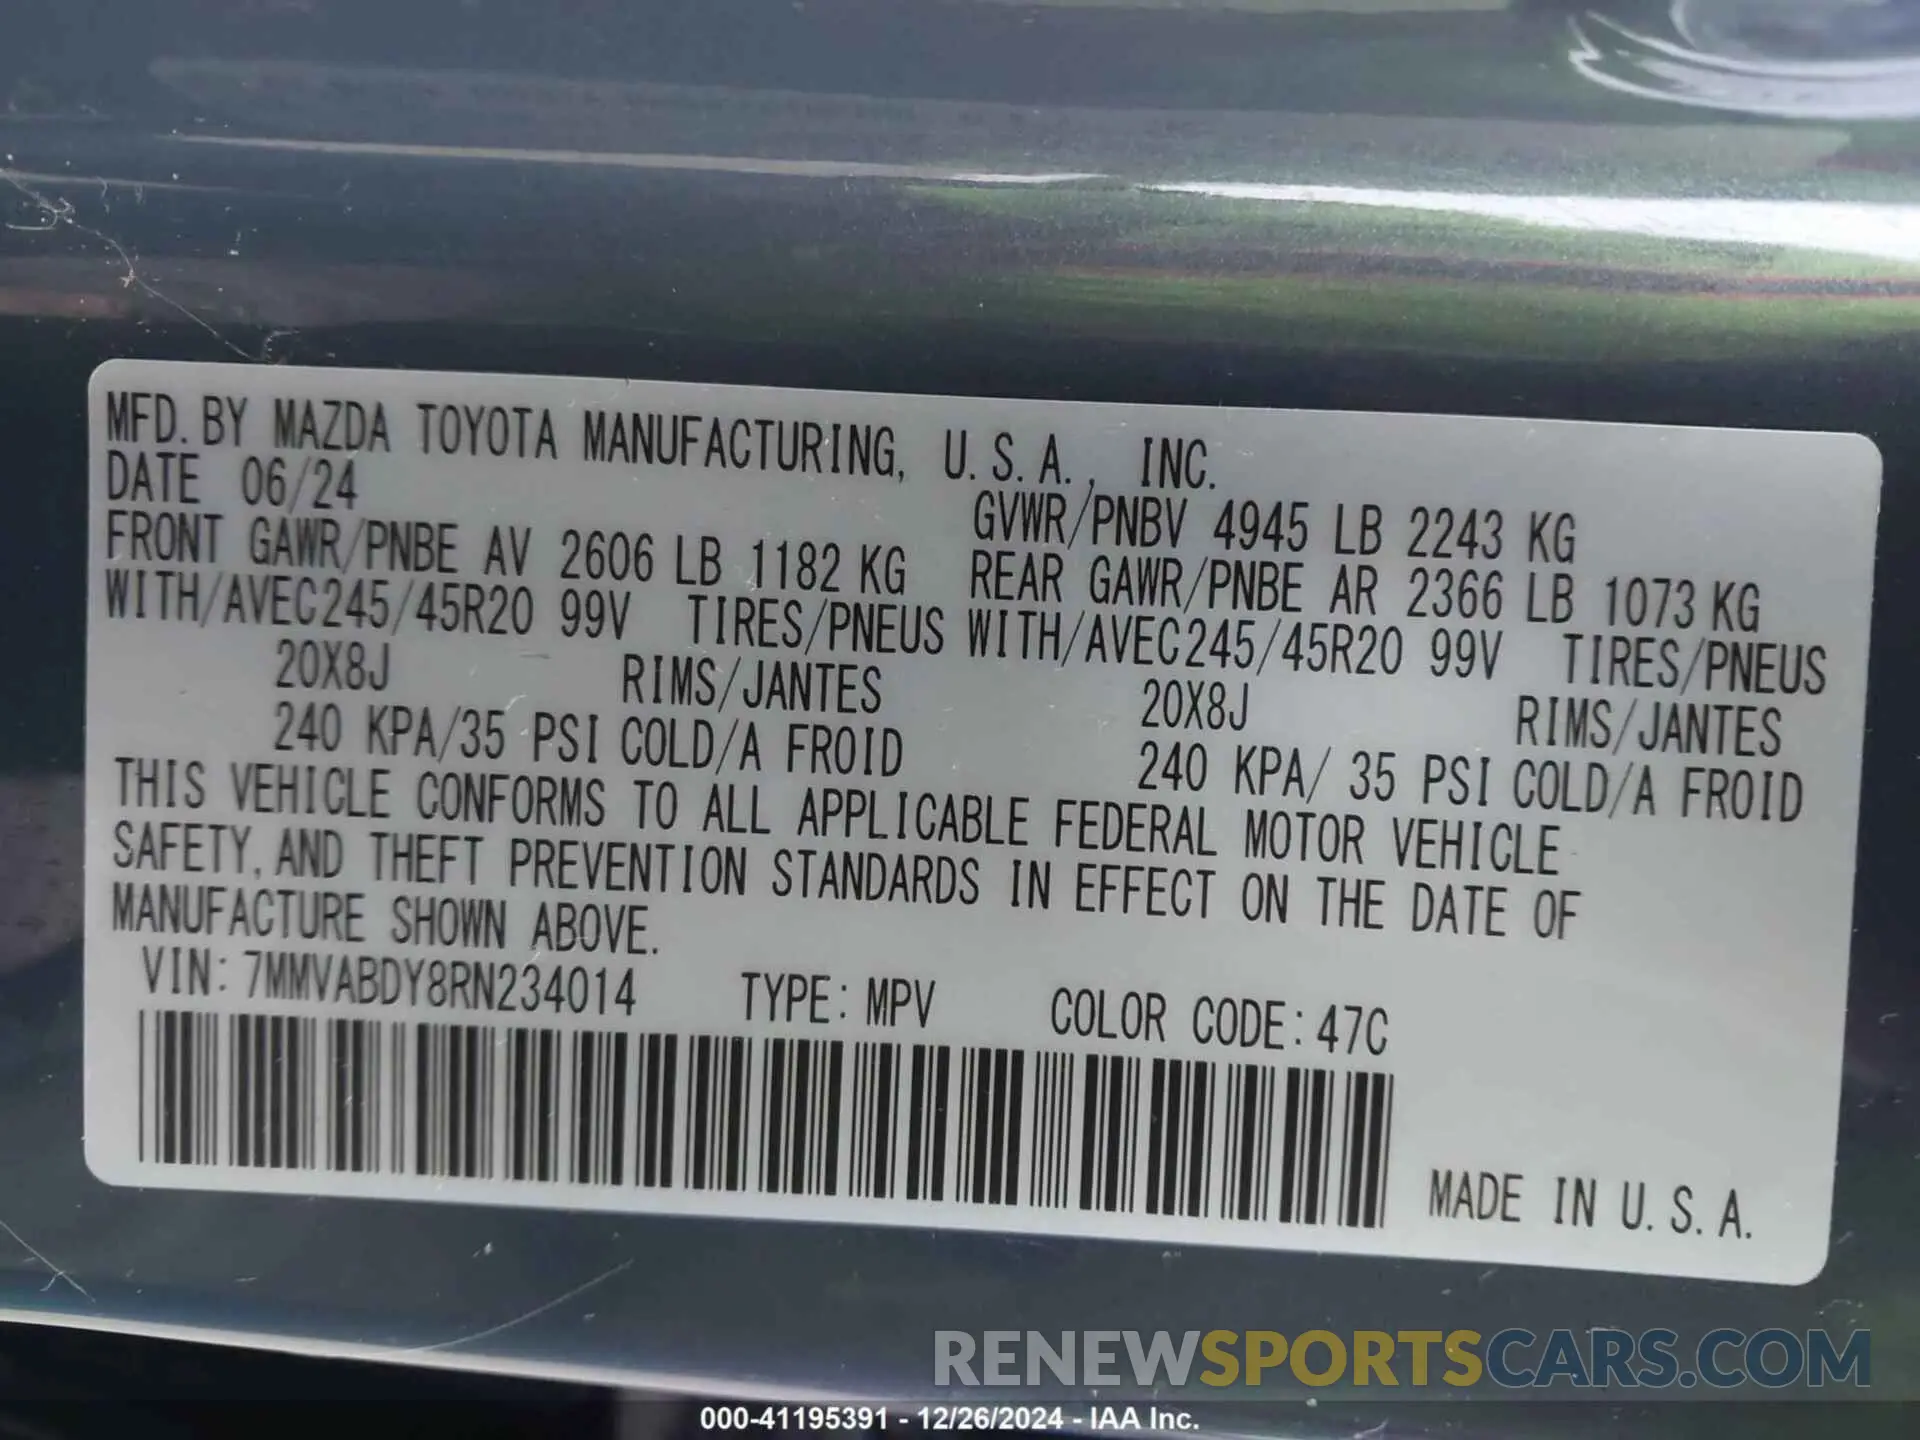 MFD. BY MAZDA TOYOTA MANUFACTURING, U.S.A., INC.
DATE 06/24 GVWR/PNBV 4945 LB 2243 KG
FRONT GAWR/PNBE AV 2606 LB 1182 KG REAR GAWR/PNBE AR 2366 LB 1073 KG
WITH/AVEC245/45R20 99V TIRES/PNEUS WITH/AVEC245/45R20 99V TIRES/PNEUS
20X8J RIMS/JANTES 20X8J RIMS/JANTES
240 KPA/35 PSI COLD/A FROID 240 KPA/ 35 PSI COLD/A FROID
THIS VEHICLE CONFORMS TO ALL APPLICABLE FEDERAL MOTOR VEHICLE
SAFETY, AND THEFT PREVENTION STANDARDS IN EFFECT ON THE DATE OF
MANUFACTURE SHOWN ABOVE.
VIN: 7MMVABDY8RN234014 TYPE: MPV COLOR CODE: 47C
MADE IN U.S.A.
RENEWSPORTSCARS.COM
000-41195391 - 12/26/2024 - IAA Inc.